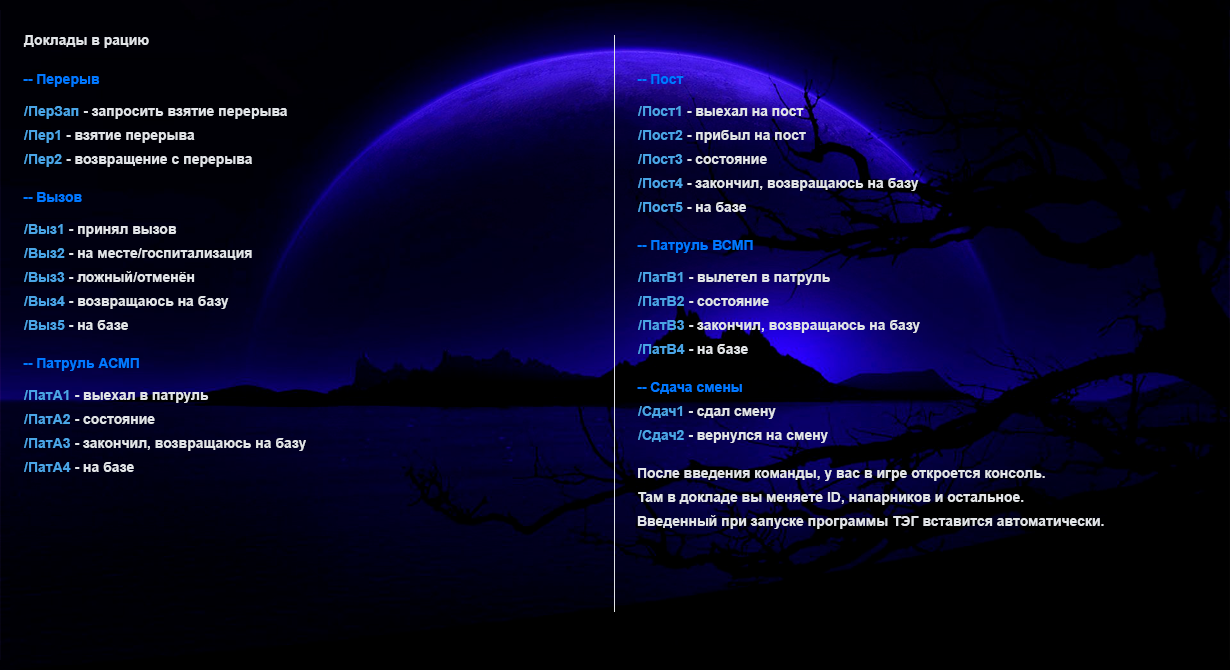 Доклады в рацию
-- Перерыв
/ПерЗап - запросить взятие перерыва
/Пер1 - взятие перерыва
/Пер2 - возвращение с перерыва
-- Вызов
/Выз1 - принял вызов
/Выз2 - на месте/госпитализация
/Выз3 - ложный/отменён
/Выз4 - возвращаюсь на базу
/Выз5 - на базе
-- Патруль АСМП
/ПатА1 - выехал в патруль
/ПатА2 - состояние
/ПатА3 - закончил, возвращаюсь на базу
/ПатА4 - на базе
-- Пост
/Пост1 - выехал на пост
/Пост2 - прибыл на пост
/Пост3 - состояние
/Пост4 - закончил, возвращаюсь на базу
/Пост5 - на базе
-- Патруль ВСМП
/ПатВ1 - вылетел в патруль
/ПатВ2 - состояние
/ПатВ3 - закончил, возвращаюсь на базу
/ПатВ4 - на базе
-- Сдача смены
/Сдач1 - сдал смену
/Сдач2 - вернулся на смену
После введения команды, у вас в игре откроется консоль.
Там в докладе вы меняете ID, напарников и остальное.
Введенный при запуске программы ТЭГ вставится автоматически.